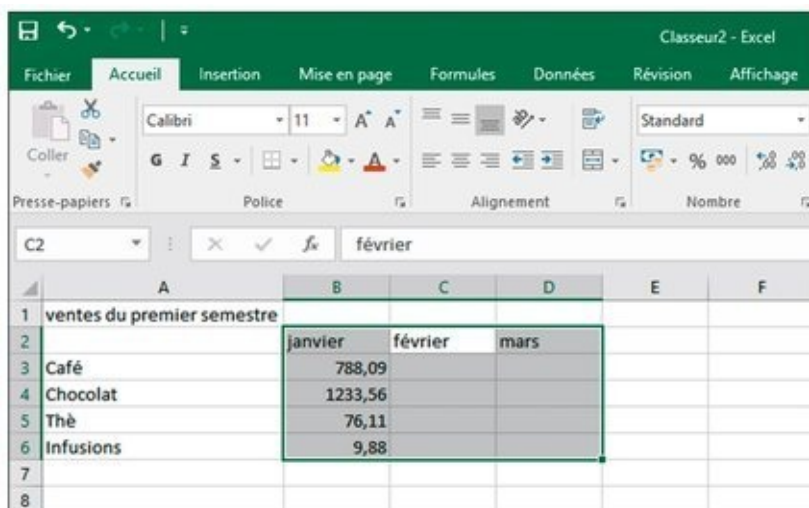 Classeur2 - Excel
Fichier Accueil Insertion Mise en page Formules Données Révision Affichage
Coller
Calibri 11 A A Standard
G I S A % 000
Presse-papiers Police Alignement Nombre
C2 fx février
A B C D E F
1 ventes du premier semestre
2 janvier février mars
3 Café 788,09
4 Chocolat 1233,56
5 Thè 76,11
6 Infusions 9,88
7
8